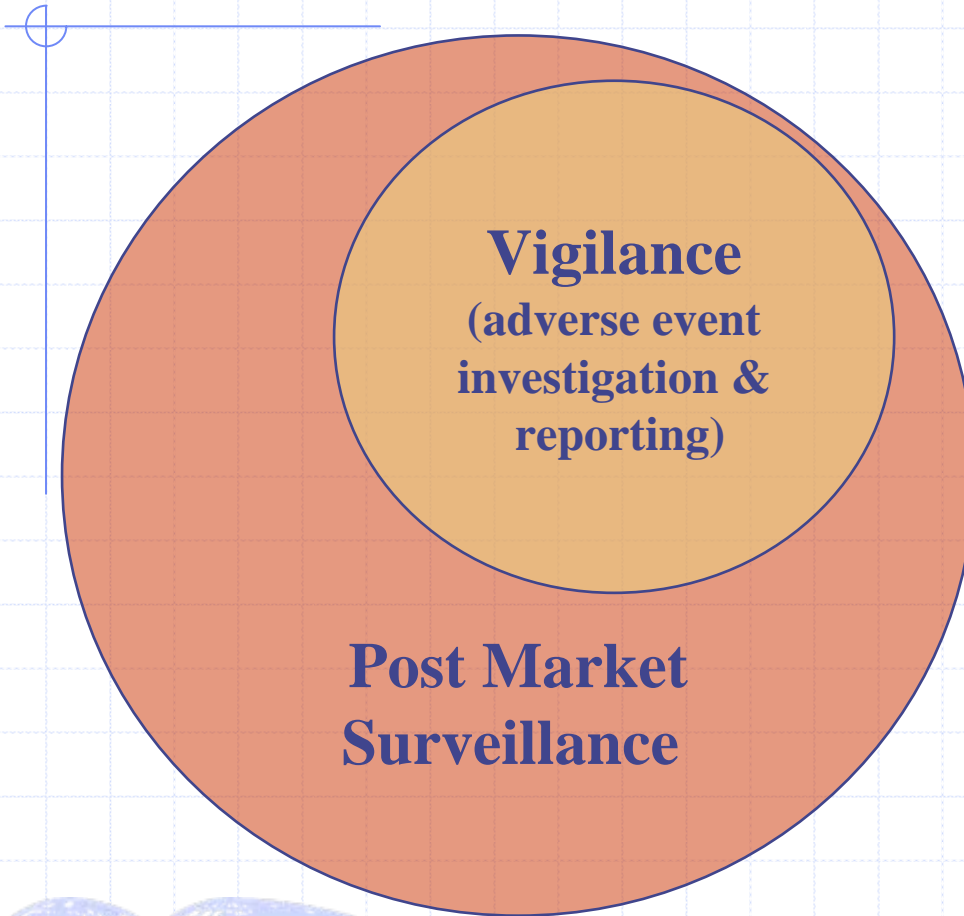 Vigilance
(adverse event
investigation &
reporting)
Post Market
Surveillance